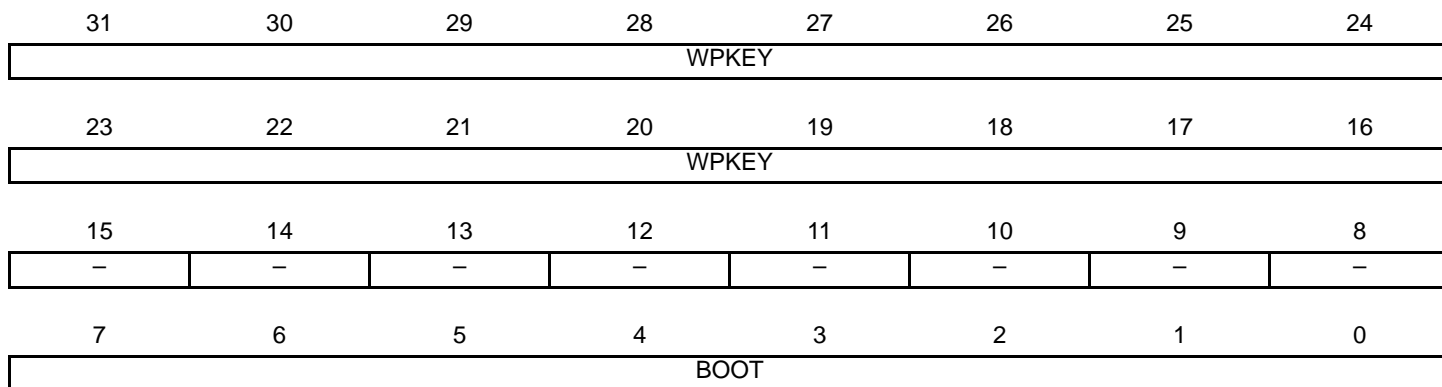 31 30 29 28 27 26 25 24
WPKEY
23 22 21 20 19 18 17 16
WPKEY
15 14 13 12 11 10 9 8
– – – – – – – –
7 6 5 4 3 2 1 0
BOOT